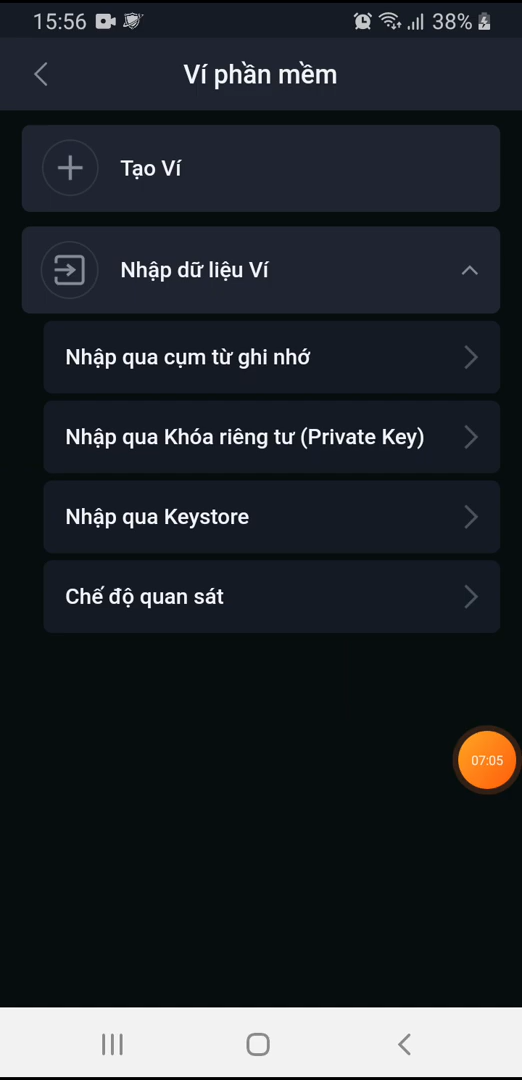 15:56 38%
Ví phần mềm
Tạo Ví
Nhập dữ liệu Ví
Nhập qua cụm từ ghi nhớ
Nhập qua Khóa riêng tư (Private Key)
Nhập qua Keystore
Chế độ quan sát
07:05